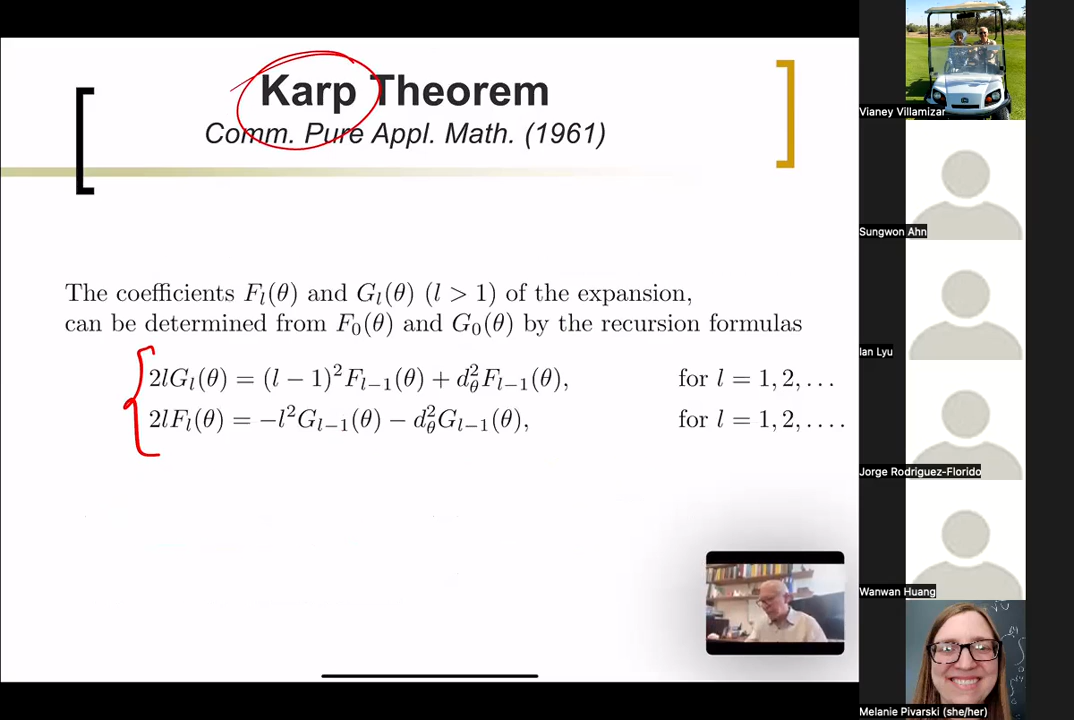 Karp Theorem
Comm. Pure Appl. Math. (1961)
The coefficients F_l(θ) and G_l(θ) (l > 1) of the expansion,
can be determined from F_0(θ) and G_0(θ) by the recursion formulas
2lG_l(θ) = (l − 1)^2 F_{l−1}(θ) + d_θ^2 F_{l−1}(θ), for l = 1, 2, . . .
2lF_l(θ) = −l^2 G_{l−1}(θ) − d_θ^2 G_{l−1}(θ), for l = 1, 2, . . . .
Vianey Villamizar
Sungwon Ahn
Ian Lyu
Jorge Rodriguez-Florido
Wanwan Huang
Melanie Pivarski (she/her)